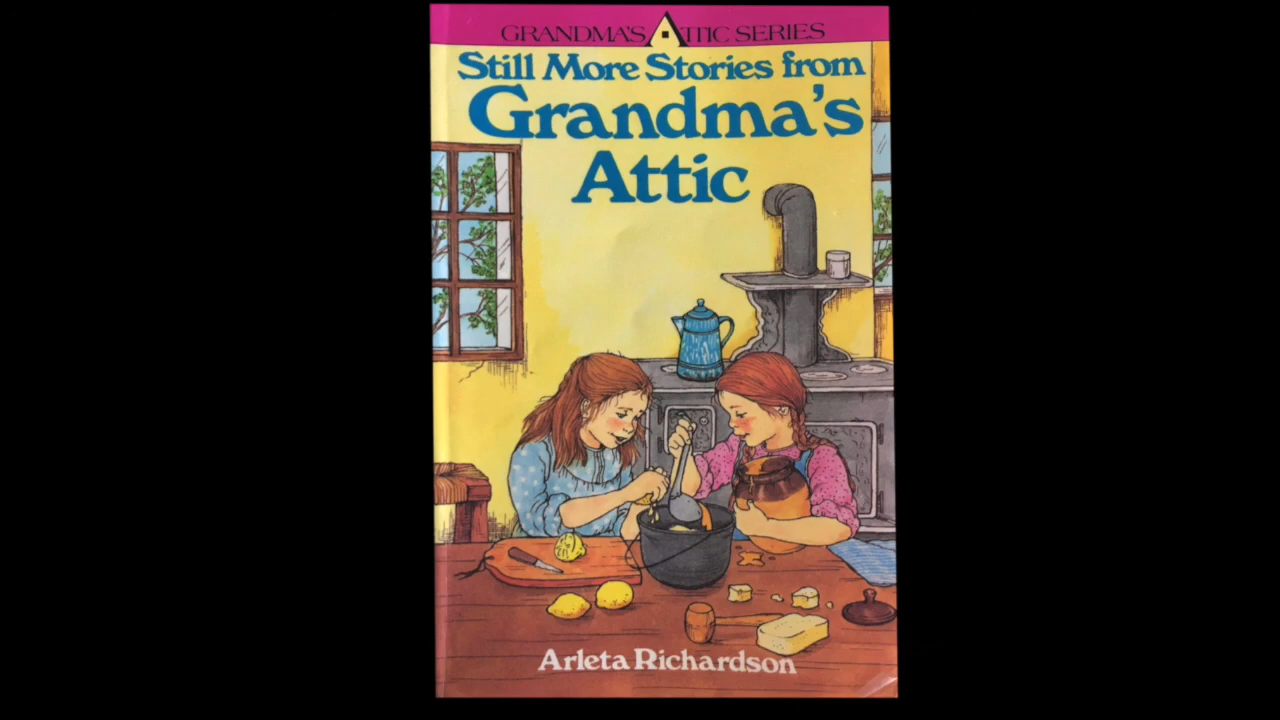 GRANDMA'S ATTIC SERIES
Still More Stories from
Grandma's
Attic
Arleta Richardson